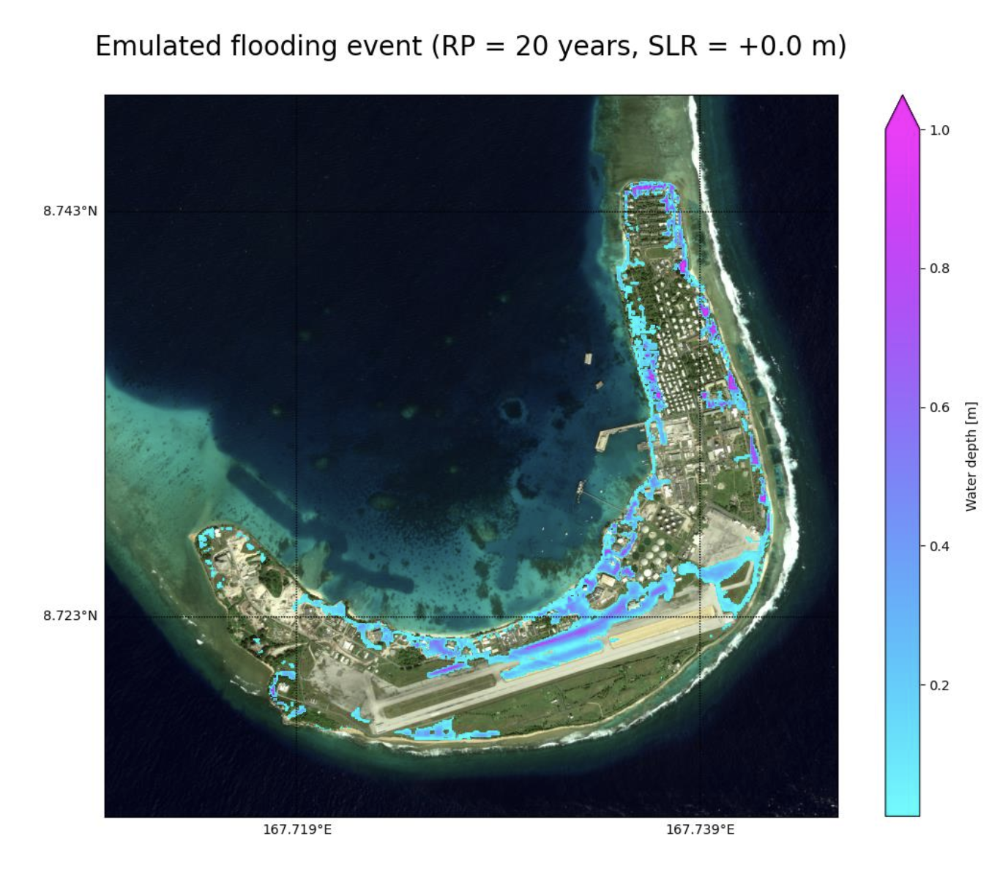 Emulated flooding event (RP = 20 years, SLR = +0.0 m)
1.0
8.743°N
0.8
0.6
Water depth [m]
0.4
8.723°N
0.2
167.719°E
167.739°E